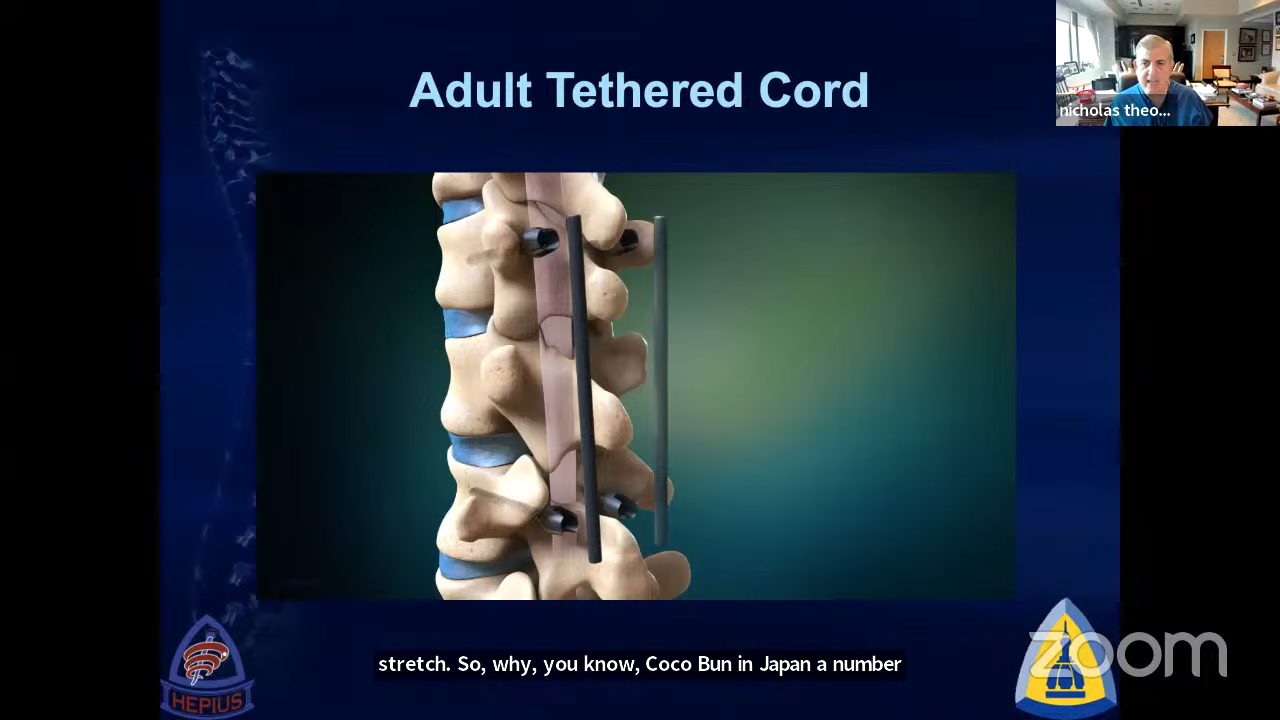 Adult Tethered Cord
nicholas theo...
stretch. So, why, you know, Coco Bun in Japan a number
HEPIUS
zoom